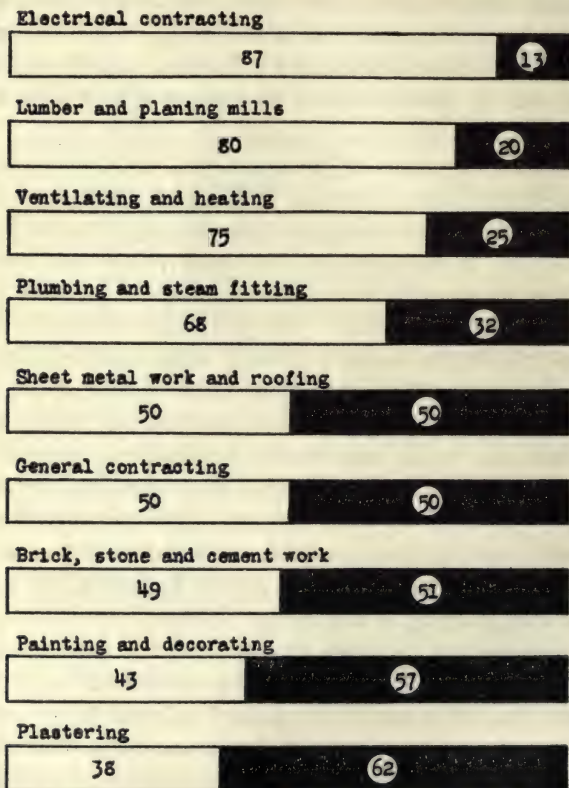 Electrical contracting
87 13
Lumber and planing mills
80 20
Ventilating and heating
75 25
Plumbing and steam fitting
68 32
Sheet metal work and roofing
50 50
General contracting
50 50
Brick, stone and cement work
49 51
Painting and decorating
43 57
Plastering
38 62